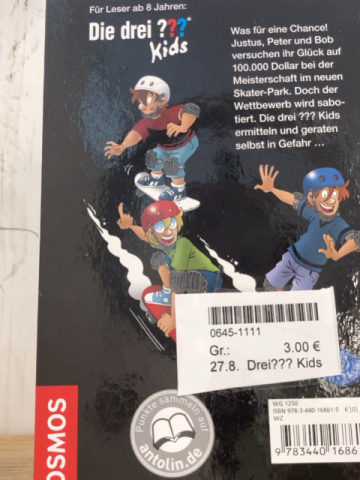 Für Leser ab 8 Jahren:
Die drei ???®
Kids
Was für eine Chance!
Justus, Peter und Bob
versuchen ihr Glück auf
100.000 Dollar bei der
Meisterschaft im neuen
Skater-Park. Doch der
Wettbewerb wird sabo-
tiert. Die drei ??? Kids
ermitteln und geraten
selbst in Gefahr ...
0645-1111
Gr.: 3.00 €
27.8. Drei??? Kids
WG 1250
ISBN 978-3-440-16861-5 € [D]
WZ
9 783440 1686
Punkte sammeln auf
antolin.de
OSMOS